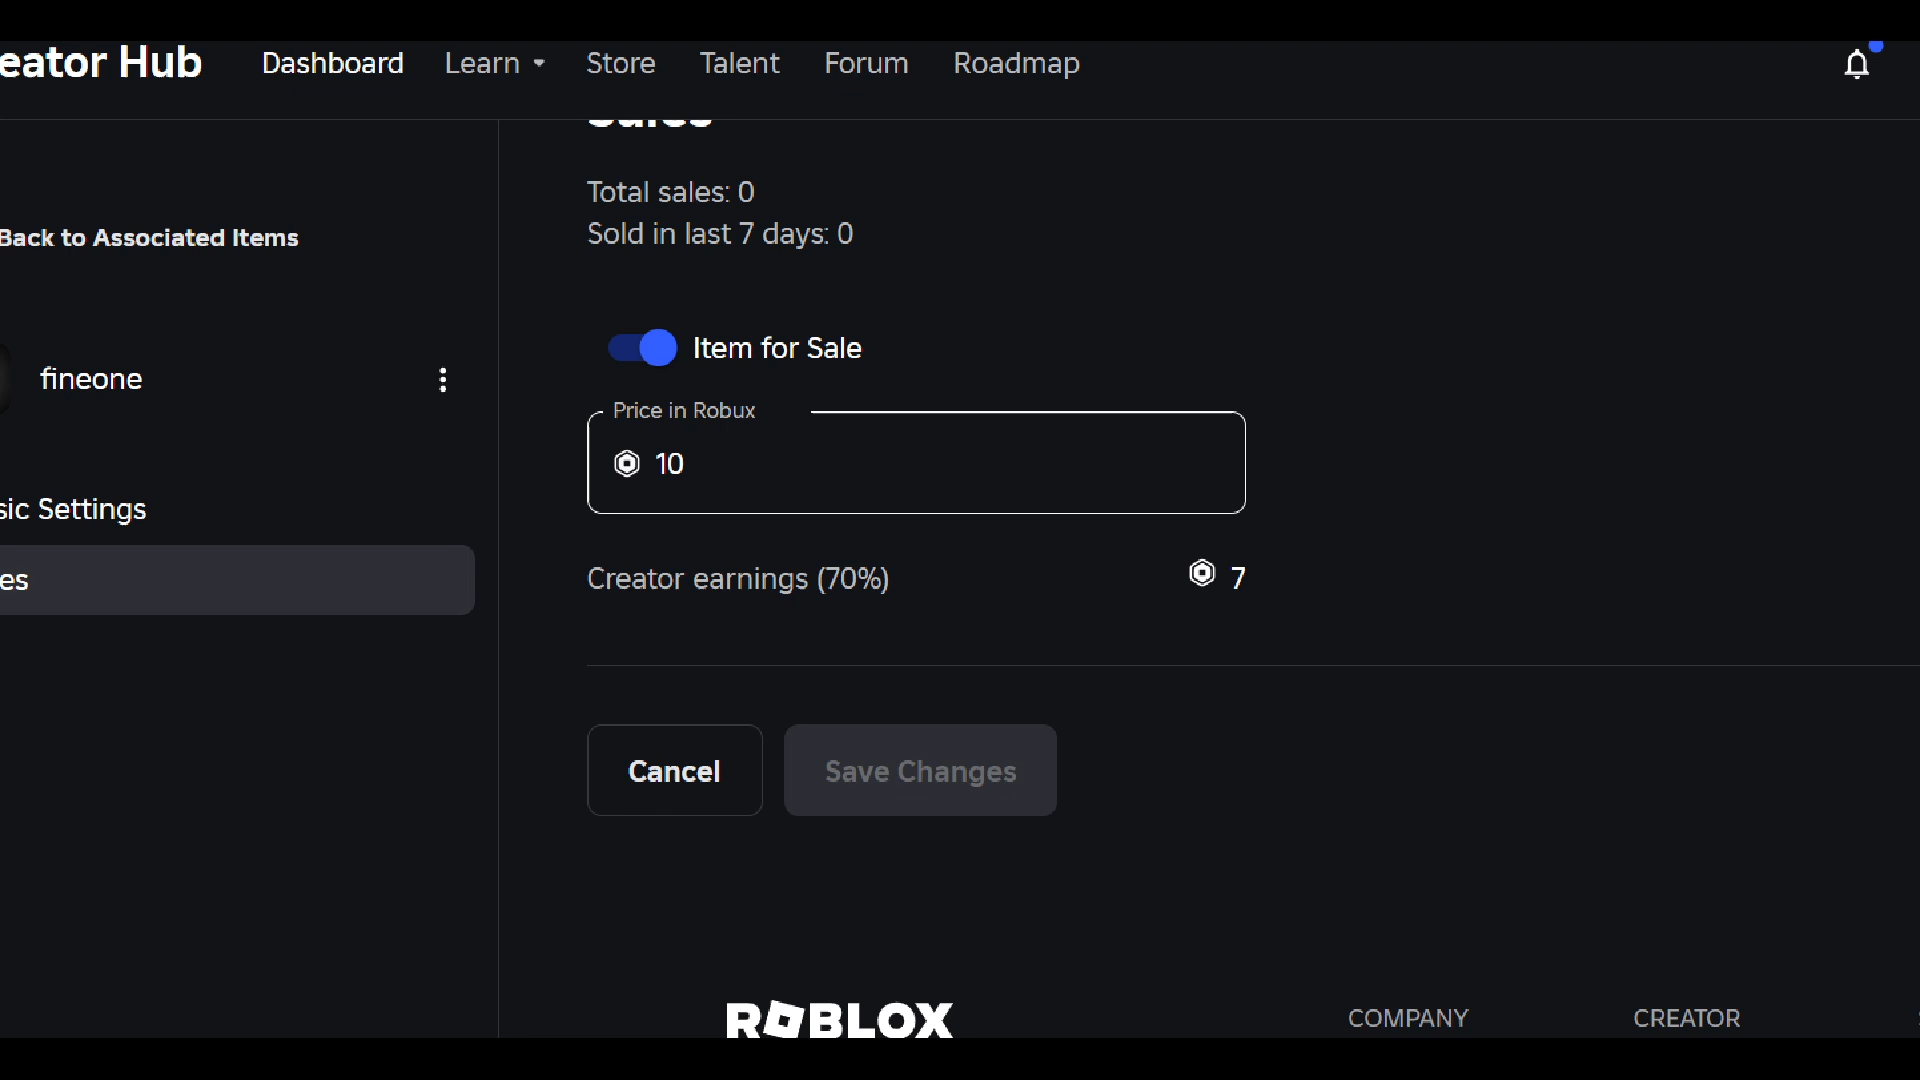 eator Hub
Dashboard
Learn
Store
Talent
Forum
Roadmap
Sales
Total sales: 0
Sold in last 7 days: 0
Back to Associated Items
Item for Sale
fineone
Price in Robux
10
sic Settings
es
Creator earnings (70%)
7
Cancel
Save Changes
ROBLOX
COMPANY
CREATOR